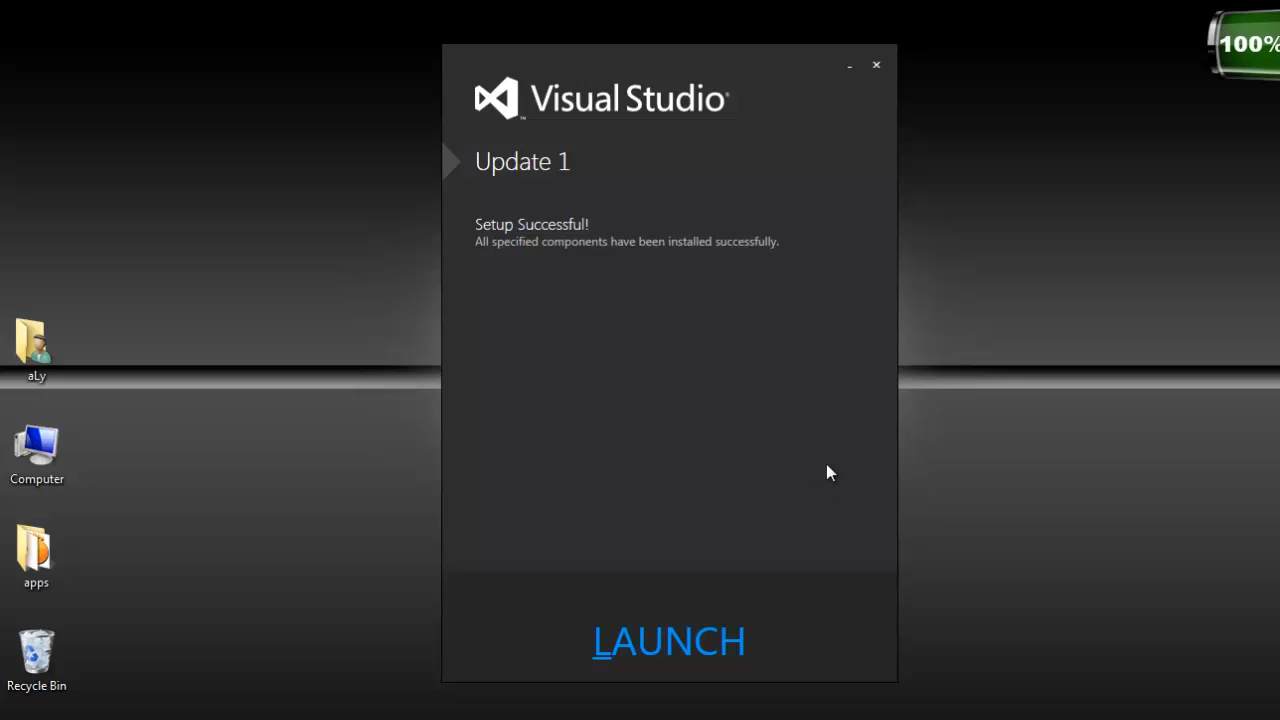 100%
Visual Studio®
Update 1
Setup Successful!
All specified components have been installed successfully.
aLy
Computer
apps
Recycle Bin
LAUNCH